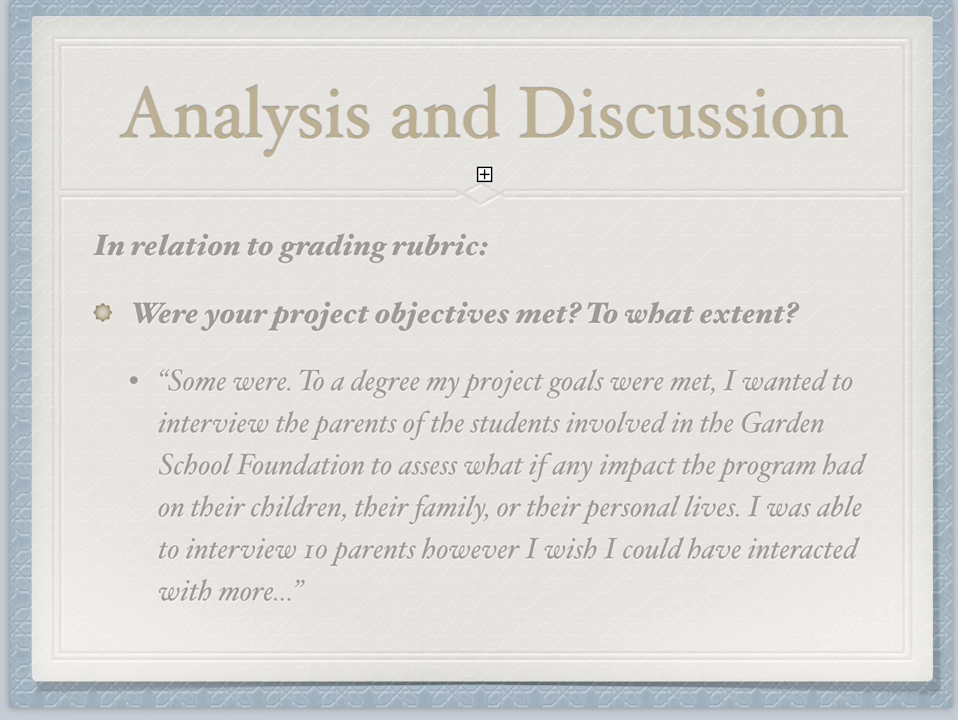 Analysis and Discussion
In relation to grading rubric:
Were your project objectives met? To what extent?
• “Some were. To a degree my project goals were met, I wanted to
interview the parents of the students involved in the Garden
School Foundation to assess what if any impact the program had
on their children, their family, or their personal lives. I was able
to interview 10 parents however I wish I could have interacted
with more...”